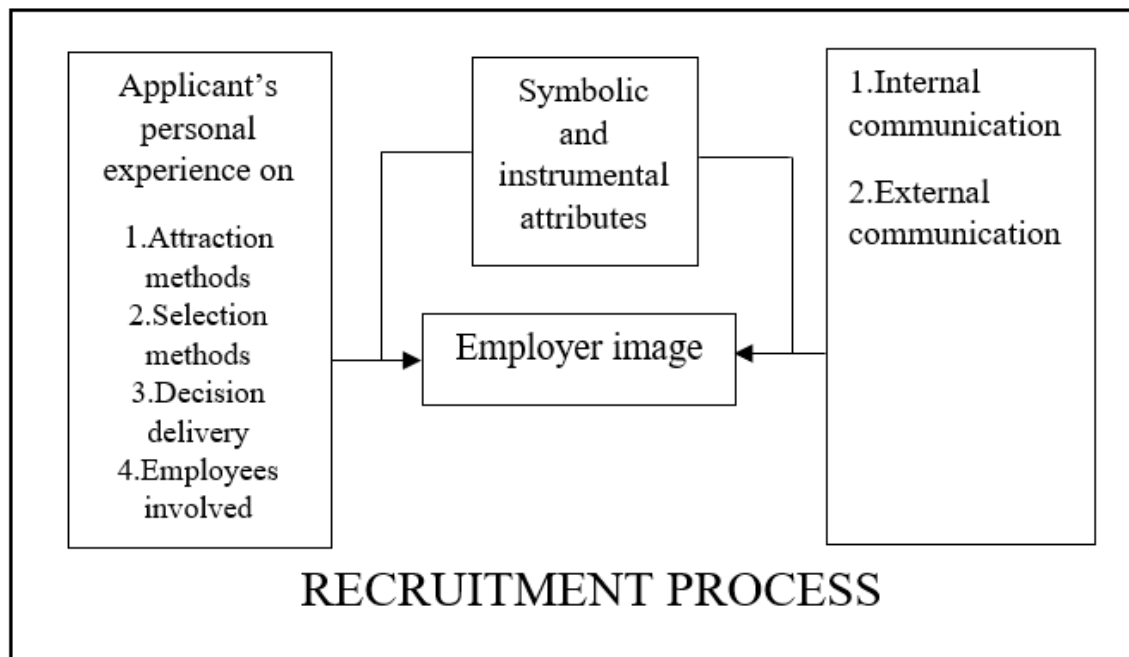 Applicant’s
personal
experience on
1.Attraction
methods
2.Selection
methods
3.Decision
delivery
4.Employees
involved
Symbolic
and
instrumental
attributes
Employer image
1.Internal
communication
2.External
communication
RECRUITMENT PROCESS